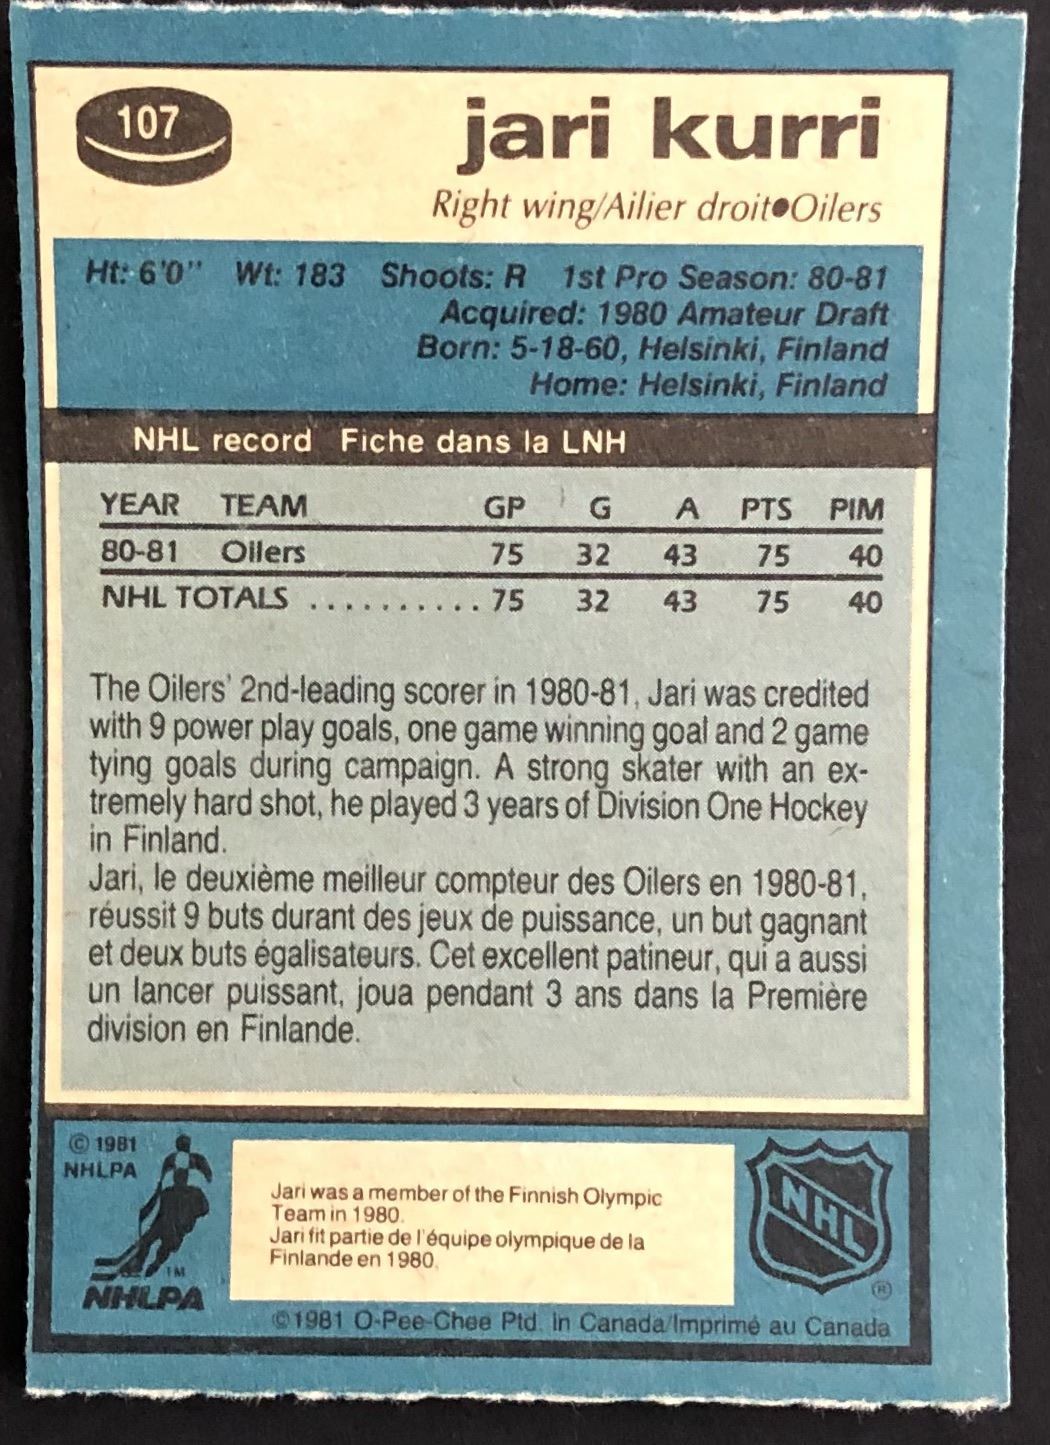 107
jari kurri
Right wing/Ailier droit●Oilers
Ht: 6'0" Wt: 183 Shoots: R 1st Pro Season: 80-81
Acquired: 1980 Amateur Draft
Born: 5-18-60, Helsinki, Finland
Home: Helsinki, Finland
NHL record Fiche dans la LNH
YEAR TEAM GP G A PTS PIM
80-81 Oilers 75 32 43 75 40
NHL TOTALS .......... 75 32 43 75 40
The Oilers' 2nd-leading scorer in 1980-81, Jari was credited
with 9 power play goals, one game winning goal and 2 game
tying goals during campaign. A strong skater with an ex-
tremely hard shot, he played 3 years of Division One Hockey
in Finland.
Jari, le deuxième meilleur compteur des Oilers en 1980-81,
réussit 9 buts durant des jeux de puissance, un but gagnant
et deux buts égalisateurs. Cet excellent patineur, qui a aussi
un lancer puissant, joua pendant 3 ans dans la Première
division en Finlande.
© 1981
NHLPA
TM
NHLPA
Jari was a member of the Finnish Olympic
Team in 1980.
Jari fit partie de l'équipe olympique de la
Finlande en 1980.
NHL
®
©1981 O-Pee-Chee Ptd. in Canada/Imprimé au Canada